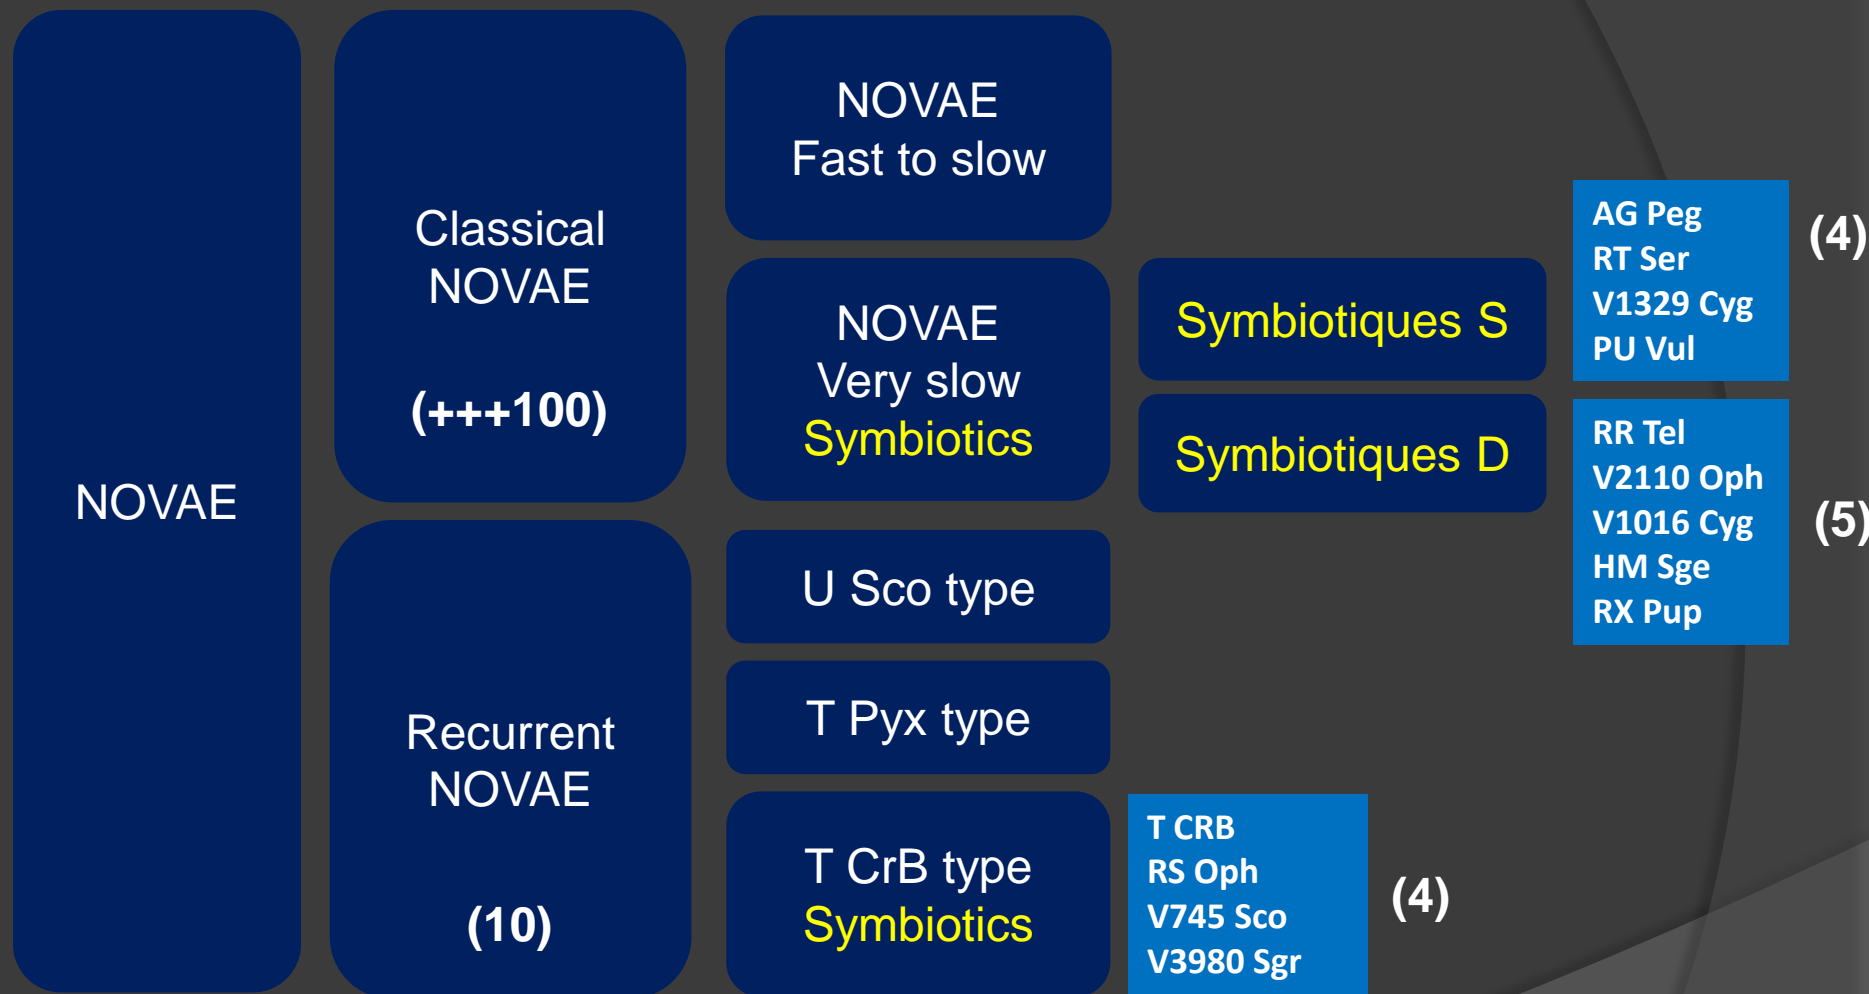 NOVAE
Classical
NOVAE
(+++100)
Recurrent
NOVAE
(10)
NOVAE
Fast to slow
NOVAE
Very slow
Symbiotics
U Sco type
T Pyx type
T CrB type
Symbiotics
Symbiotiques S
Symbiotiques D
AG Peg
RT Ser
V1329 Cyg
PU Vul
(4)
RR Tel
V2110 Oph
V1016 Cyg
HM Sge
RX Pup
(5)
T CRB
RS Oph
V745 Sco
V3980 Sgr
(4)